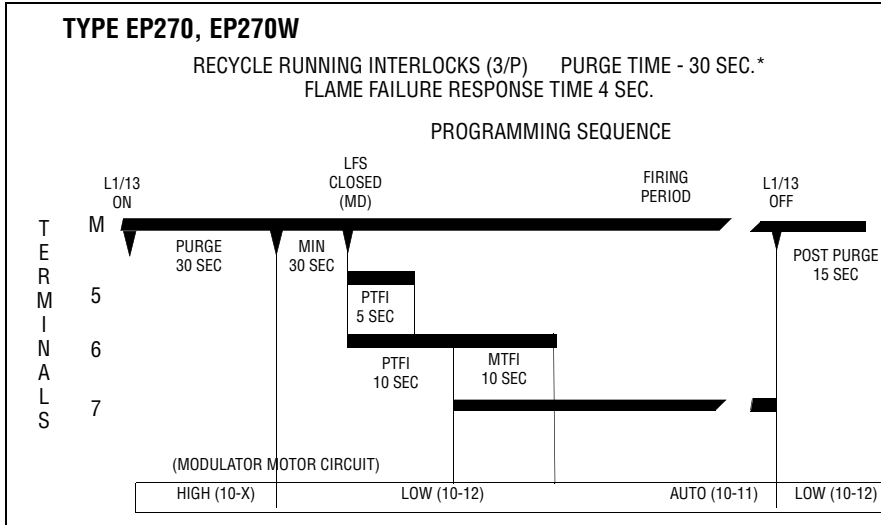 TYPE EP270, EP270W
RECYCLE RUNNING INTERLOCKS (3/P) PURGE TIME - 30 SEC.*
FLAME FAILURE RESPONSE TIME 4 SEC.
PROGRAMMING SEQUENCE
L1/13
ON
LFS
CLOSED
(MD)
FIRING
PERIOD
L1/13
OFF
TERMINALS
M
PURGE
30 SEC
MIN
30 SEC
POST PURGE
15 SEC
5
PTFI
5 SEC
6
PTFI
10 SEC
MTFI
10 SEC
7
(MODULATOR MOTOR CIRCUIT)
HIGH (10-X) LOW (10-12) AUTO (10-11) LOW (10-12)